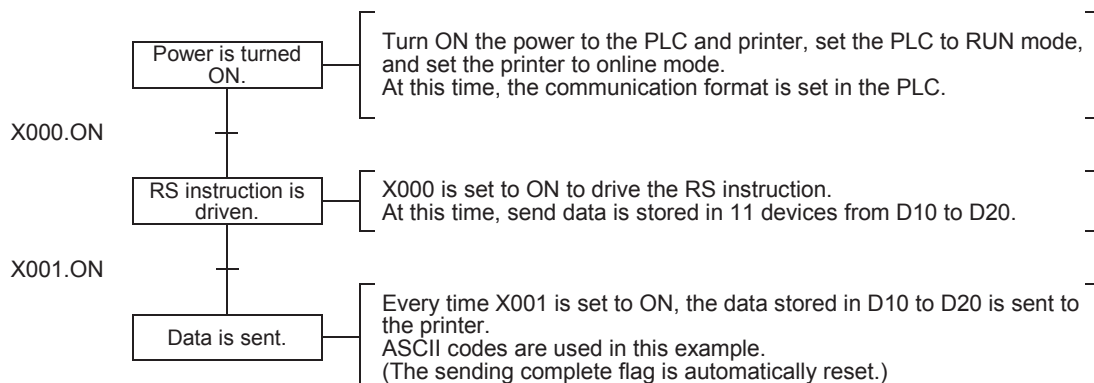 Power is turned
ON.
Turn ON the power to the PLC and printer, set the PLC to RUN mode,
and set the printer to online mode.
At this time, the communication format is set in the PLC.
X000.ON
RS instruction is
driven.
X000 is set to ON to drive the RS instruction.
At this time, send data is stored in 11 devices from D10 to D20.
X001.ON
Data is sent.
Every time X001 is set to ON, the data stored in D10 to D20 is sent to
the printer.
ASCII codes are used in this example.
(The sending complete flag is automatically reset.)